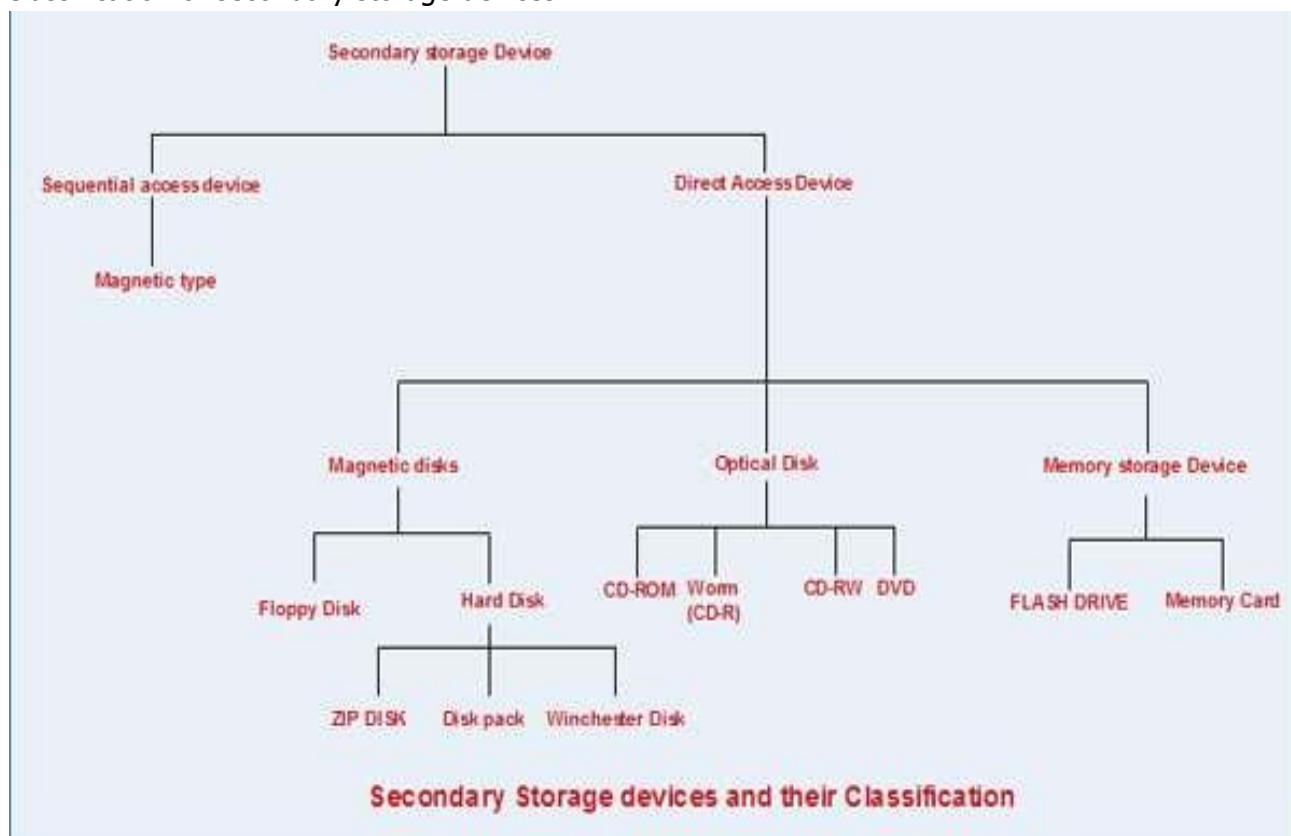 Secondary storage Device
Sequential access device
Direct Access Device
Magnetic type
Magnetic disks
Optical Disk
Memory storage Device
Floppy Disk
Hard Disk
CD-ROM
Worm
(CD-R)
CD-RW
DVD
FLASH DRIVE
Memory Card
ZIP DISK
Disk pack
Winchester Disk
Secondary Storage devices and their Classification